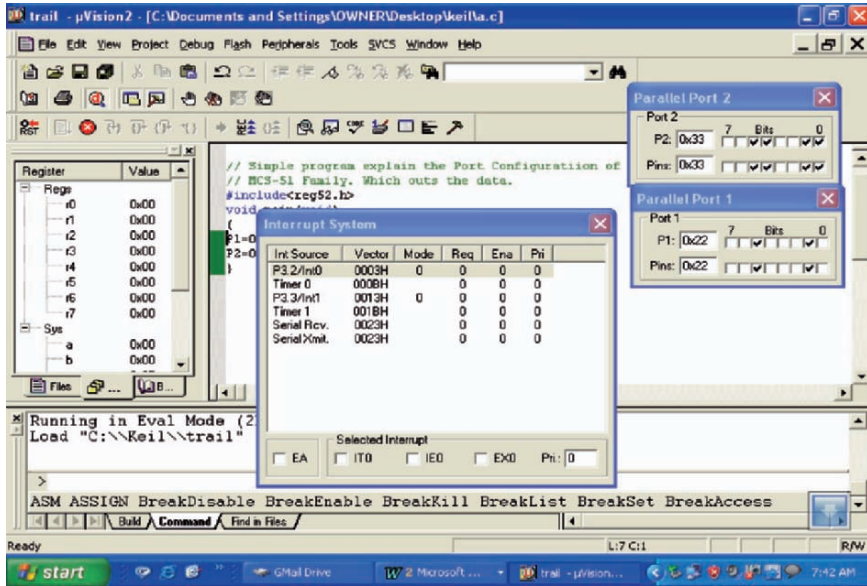 trail - µVision2 - [C:\Documents and Settings\OWNER\Desktop\keil\a.c]
File Edit View Project Debug Flash Peripherals Tools SVCS Window Help
Register Value
Regs
r0 0x00
r1 0x00
r2 0x00
r3 0x00
r4 0x00
r5 0x00
r6 0x00
r7 0x00
Sys
a 0x00
b 0x00
Files ... B...
// Simple program explain the Port Configuratiion of
// MCS-51 Family. Which outs the data.
#include<reg52.h>
void
{
P1=0
P2=0
}
Parallel Port 2
Port 2
7 Bits 0
P2: 0x33
Pins: 0x33
Parallel Port 1
Port 1
7 Bits 0
P1: 0x22
Pins: 0x22
Interrupt System
Int Source Vector Mode Req Ena Pri
P3.2/Int0 0003H 0 0 0 0
Timer 0 000BH 0 0 0
P3.3/Int1 0013H 0 0 0 0
Timer 1 001BH 0 0 0
Serial Rcv. 0023H 0 0 0
Serial Xmit. 0023H 0 0 0
Selected Interrupt
EA IT0 IE0 EX0 Pri.: 0
Running in Eval Mode (2
Load "C:\\Keil\\trail"
>
ASM ASSIGN BreakDisable BreakEnable BreakKill BreakList BreakSet BreakAccess
Build Command Find in Files
Ready L:7 C:1 R/W
start GMail Drive 2 Microsoft ... trail - µVision... 7:42 AM